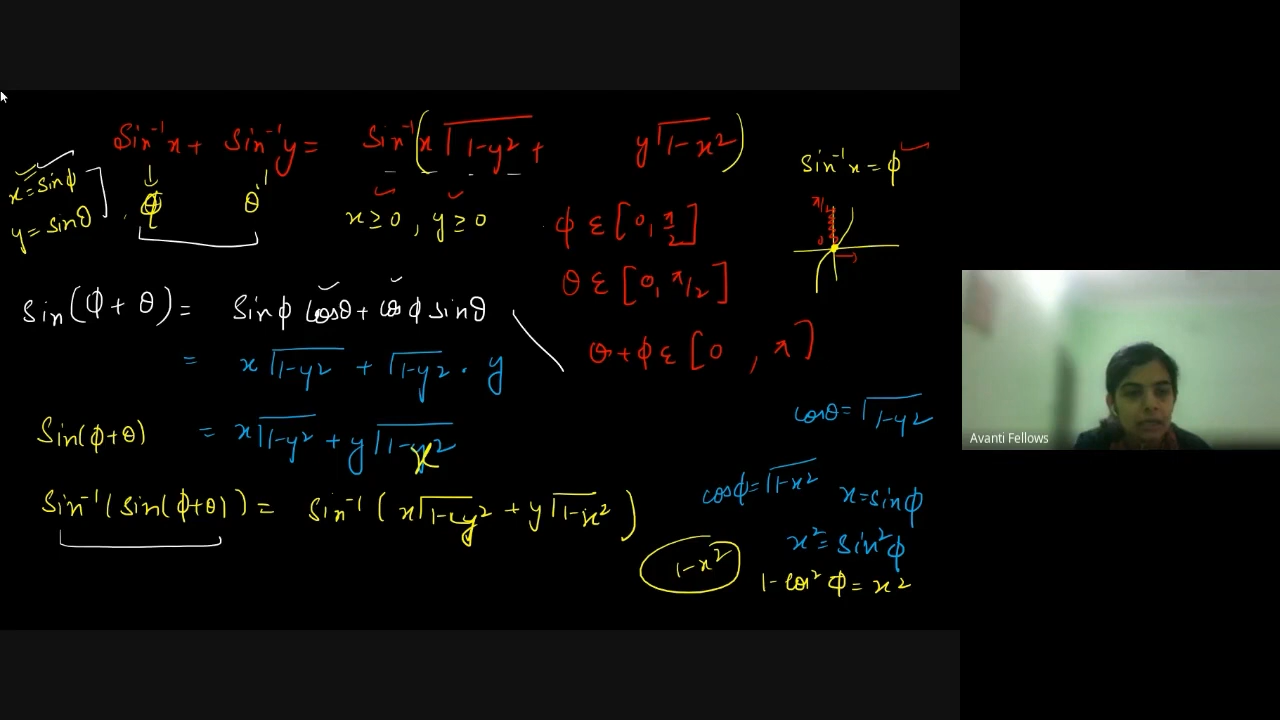 Sin⁻¹x + Sin⁻¹y = Sin⁻¹(x√1-y² + y√1-x²)
x = sinϕ
y = sinθ
ϕ θ
x ≥ 0 , y ≥ 0
ϕ ε [0, π/2]
θ ε [0, π/2]
θ + ϕ ε [0 , π]
sin⁻¹x = ϕ
π/2
0
Sin(ϕ + θ) = Sinϕ cosθ + cosϕ sinθ
= x√1-y² + √1-y² . y
Sin(ϕ+θ) = x√1-y² + y√1-x²
Sin⁻¹(Sin(ϕ+θ)) = Sin⁻¹(x√1-y² + y√1-x²)
cosθ = √1-y²
cosϕ = √1-x² x = sinϕ
x² = Sin²ϕ
1-x² 1-cos²ϕ = x²
Avanti Fellows